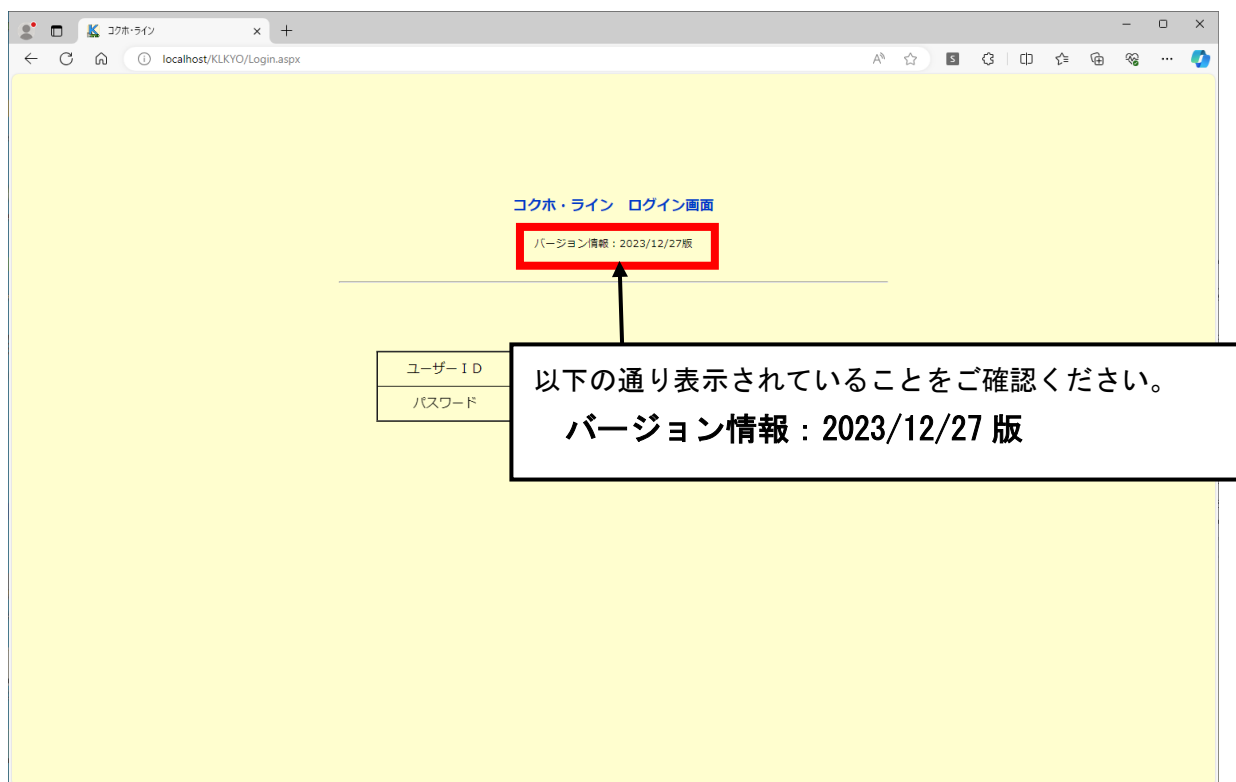 コクホ･ライン
localhost/KLKYO/Login.aspx
コクホ・ライン　ログイン画面
バージョン情報：2023/12/27版
ユーザーＩＤ
パスワード
以下の通り表示されていることをご確認ください。
バージョン情報：2023/12/27 版